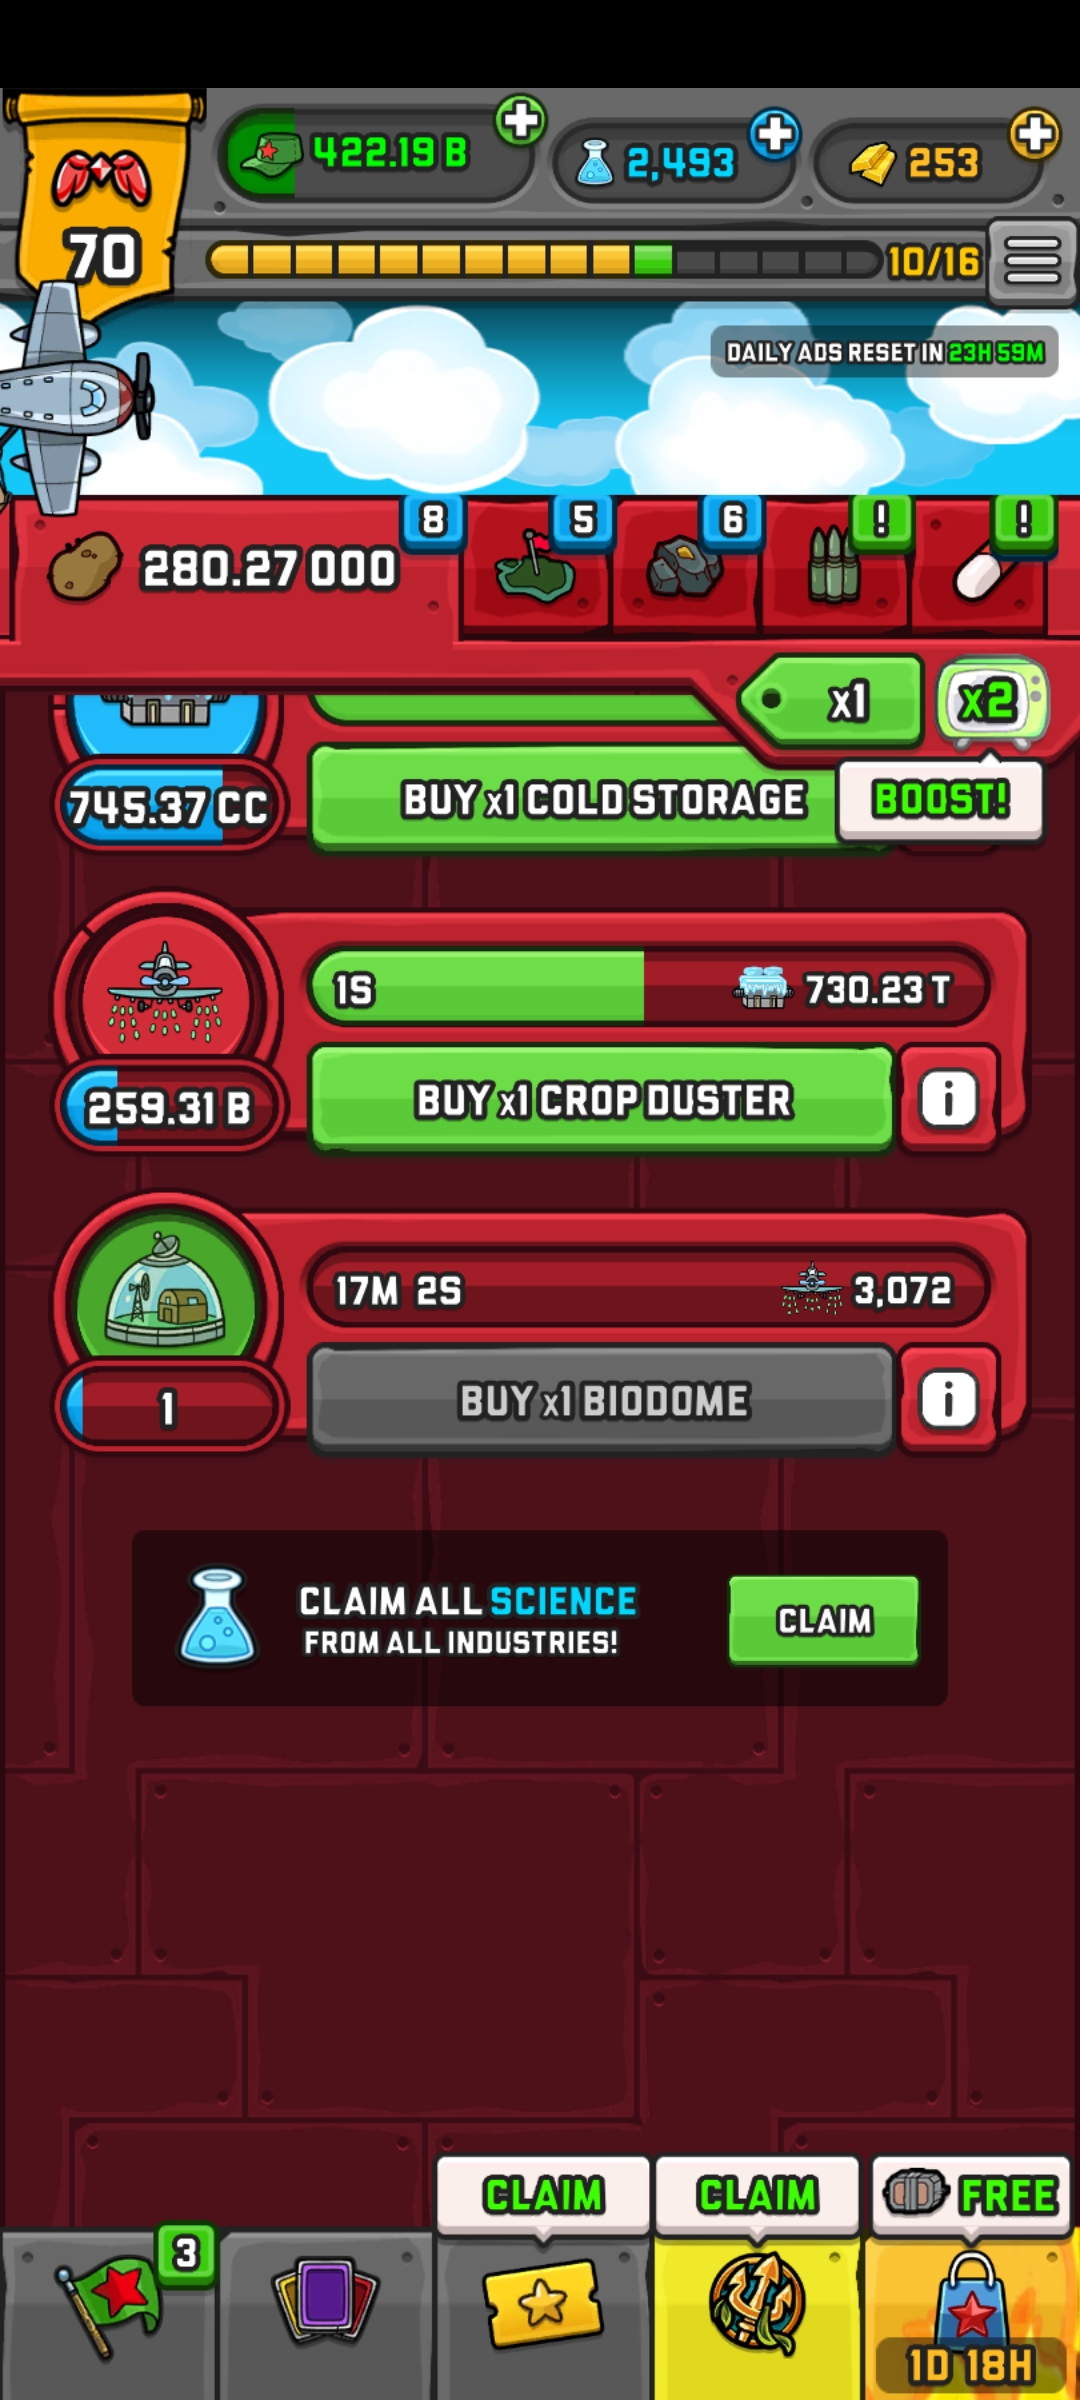 422.19 B
2,493
253
70
10/16
DAILY ADS RESET IN 23H 59M
280.27 000
8
5
6
!
!
x1
x2
745.37 CC
BUY x1 COLD STORAGE
BOOST!
1S
730.23 T
259.31 B
BUY x1 CROP DUSTER
i
17M 2S
3,072
1
BUY x1 BIODOME
i
CLAIM ALL SCIENCE
FROM ALL INDUSTRIES!
CLAIM
CLAIM
CLAIM
FREE
3
1D 18H